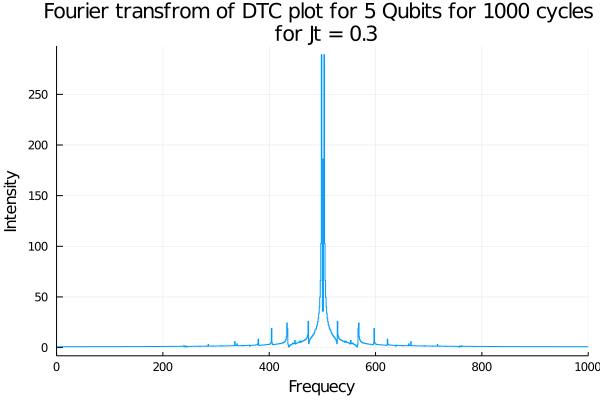 Fourier transfrom of DTC plot for 5 Qubits for 1000 cycles
for Jt = 0.3
Intensity
250
200
150
100
50
0
0 200 400 600 800 1000
Frequecy